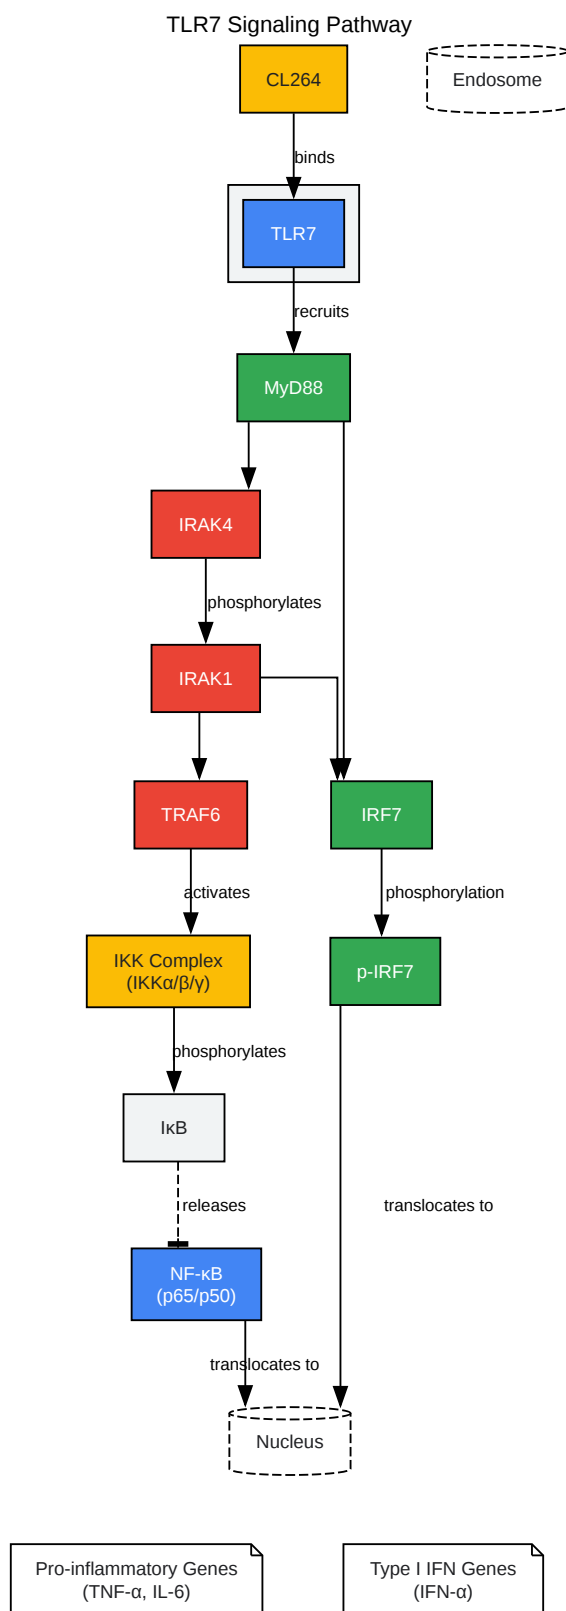 TLR7 Signaling Pathway
CL264
Endosome
binds
TLR7
recruits
MyD88
IRAK4
phosphorylates
IRAK1
TRAF6
IRF7
activates
phosphorylation
IKK Complex
(IKKα/β/γ)
p-IRF7
phosphorylates
IκB
releases
translocates to
NF-κB
(p65/p50)
translocates to
Nucleus
Pro-inflammatory Genes
(TNF-α, IL-6)
Type I IFN Genes
(IFN-α)